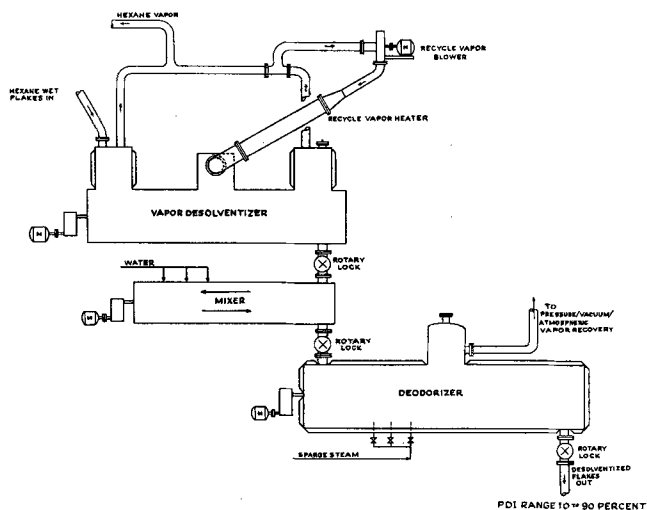 HEXANE VAPOR
RECYCLE VAPOR
BLOWER
HEXANE WET
FLAKES IN
RECYCLE VAPOR HEATER
VAPOR DESOLVENTIZER
M
ROTARY
LOCK
WATER
MIXER
M
ROTARY
LOCK
TO
PRESSURE/VACUUM/
ATMOSPHERIC
VAPOR RECOVERY
DEODORIZER
M
SPARGE STEAM
ROTARY
LOCK
DESOLVENTIZED
FLAKES
OUT
PDI RANGE 10 TO 90 PERCENT